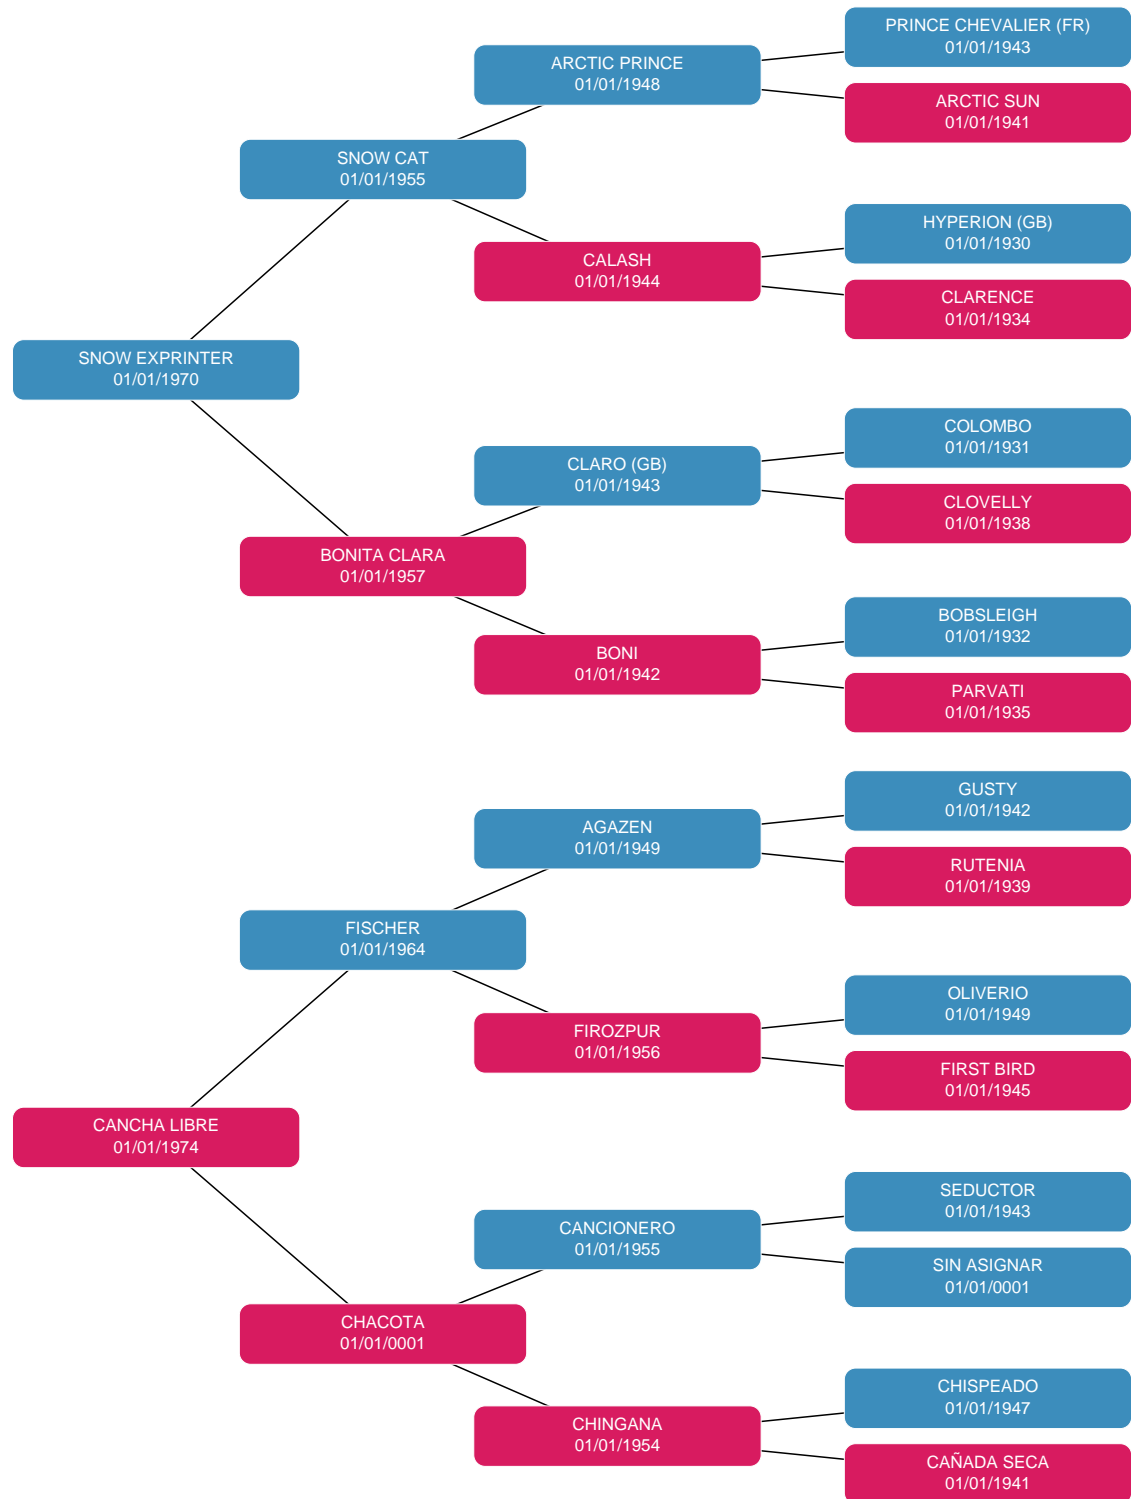 PRINCE CHEVALIER (FR)
01/01/1943
ARCTIC PRINCE
01/01/1948
ARCTIC SUN
01/01/1941
SNOW CAT
01/01/1955
HYPERION (GB)
01/01/1930
CALASH
01/01/1944
CLARENCE
01/01/1934
SNOW EXPRINTER
01/01/1970
COLOMBO
01/01/1931
CLARO (GB)
01/01/1943
CLOVELLY
01/01/1938
BONITA CLARA
01/01/1957
BOBSLEIGH
01/01/1932
BONI
01/01/1942
PARVATI
01/01/1935
GUSTY
01/01/1942
AGAZEN
01/01/1949
RUTENIA
01/01/1939
FISCHER
01/01/1964
OLIVERIO
01/01/1949
FIROZPUR
01/01/1956
FIRST BIRD
01/01/1945
CANCHA LIBRE
01/01/1974
SEDUCTOR
01/01/1943
CANCIONERO
01/01/1955
SIN ASIGNAR
01/01/0001
CHACOTA
01/01/0001
CHISPEADO
01/01/1947
CHINGANA
01/01/1954
CAÑADA SECA
01/01/1941